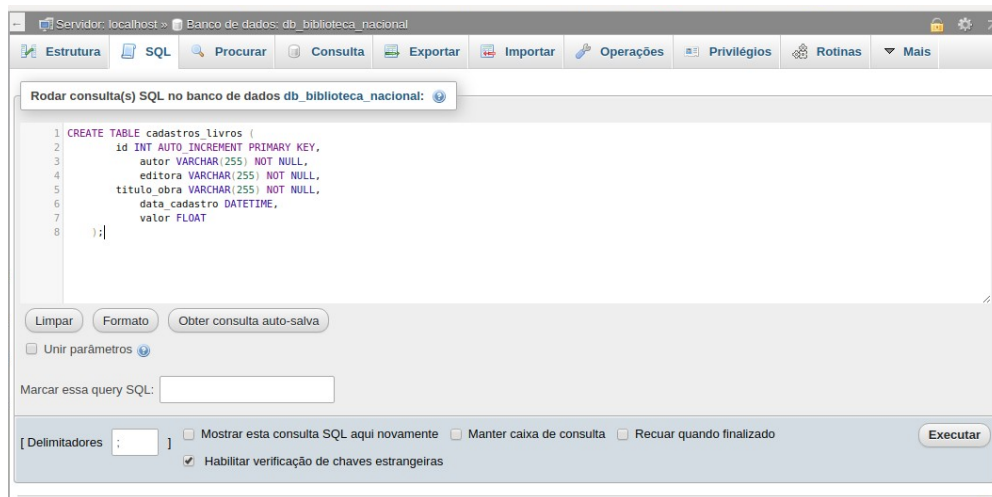 Servidor: localhost » Banco de dados: db_biblioteca_nacional
Estrutura SQL Procurar Consulta Exportar Importar Operações Privilégios Rotinas Mais
Rodar consulta(s) SQL no banco de dados db_biblioteca_nacional:
1 CREATE TABLE cadastros_livros (
2 id INT AUTO_INCREMENT PRIMARY KEY,
3 autor VARCHAR(255) NOT NULL,
4 editora VARCHAR(255) NOT NULL,
5 titulo_obra VARCHAR(255) NOT NULL,
6 data_cadastro DATETIME,
7 valor FLOAT
8 );
Limpar Formato Obter consulta auto-salva
Unir parâmetros
Marcar essa query SQL:
[ Delimitadores ; ] Mostrar esta consulta SQL aqui novamente Manter caixa de consulta Recuar quando finalizado Executar
Habilitar verificação de chaves estrangeiras